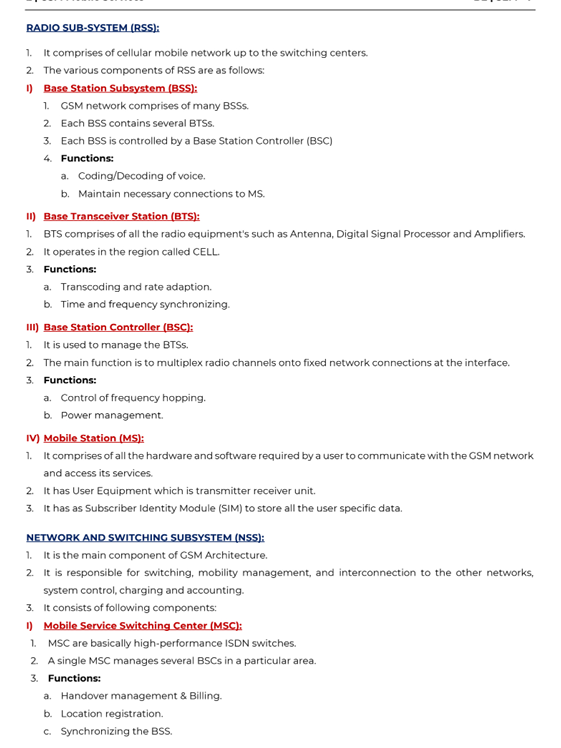 RADIO SUB-SYSTEM (RSS):
1. It comprises of cellular mobile network up to the switching centers.
2. The various components of RSS are as follows:
I) Base Station Subsystem (BSS):
1. GSM network comprises of many BSSs.
2. Each BSS contains several BTSs.
3. Each BSS is controlled by a Base Station Controller (BSC)
4. Functions:
a. Coding/Decoding of voice.
b. Maintain necessary connections to MS.
II) Base Transceiver Station (BTS):
1. BTS comprises of all the radio equipment's such as Antenna, Digital Signal Processor and Amplifiers.
2. It operates in the region called CELL.
3. Functions:
a. Transcoding and rate adaption.
b. Time and frequency synchronizing.
III) Base Station Controller (BSC):
1. It is used to manage the BTSs.
2. The main function is to multiplex radio channels onto fixed network connections at the interface.
3. Functions:
a. Control of frequency hopping.
b. Power management.
IV) Mobile Station (MS):
1. It comprises of all the hardware and software required by a user to communicate with the GSM network
and access its services.
2. It has User Equipment which is transmitter receiver unit.
3. It has as Subscriber Identity Module (SIM) to store all the user specific data.
NETWORK AND SWITCHING SUBSYSTEM (NSS):
1. It is the main component of GSM Architecture.
2. It is responsible for switching, mobility management, and interconnection to the other networks,
system control, charging and accounting.
3. It consists of following components:
I) Mobile Service Switching Center (MSC):
1. MSC are basically high-performance ISDN switches.
2. A single MSC manages several BSCs in a particular area.
3. Functions:
a. Handover management & Billing.
b. Location registration.
c. Synchronizing the BSS.